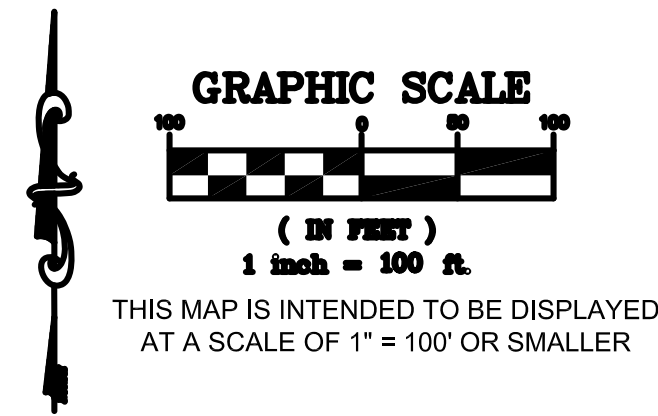 GRAPHIC SCALE
100 0 50 100
( IN FEET )
1 inch = 100 ft.
THIS MAP IS INTENDED TO BE DISPLAYED
AT A SCALE OF 1" = 100' OR SMALLER